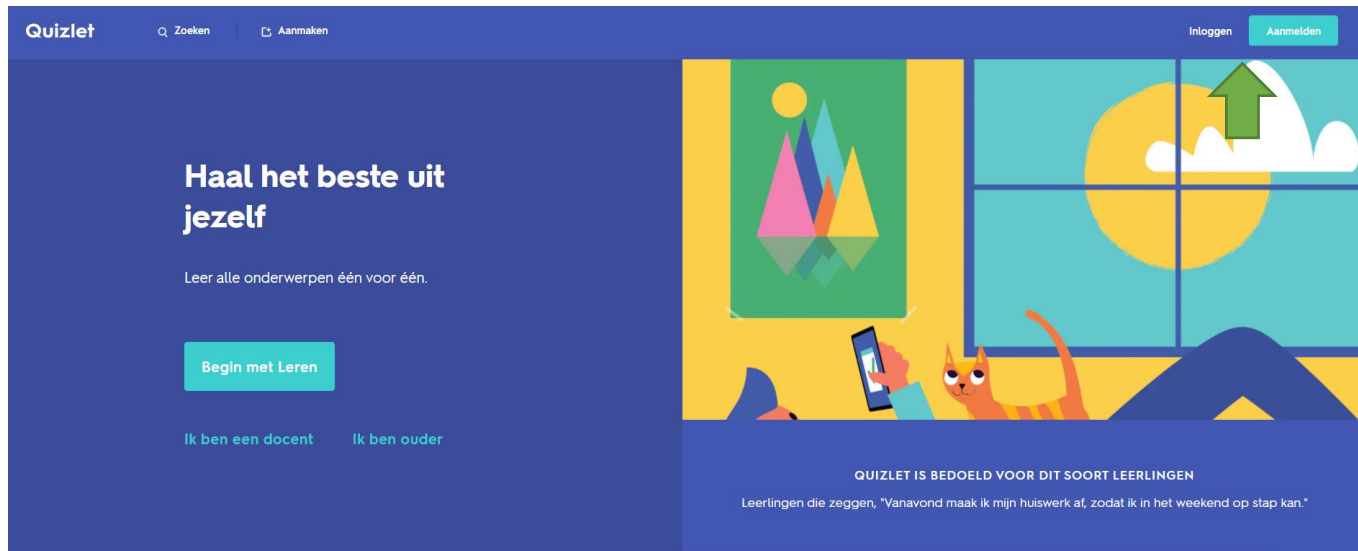 Quizlet
Zoeken
Aanmaken
Inloggen
Aanmelden
Haal het beste uit
jezelf
Leer alle onderwerpen één voor één.
Begin met Leren
Ik ben een docent
Ik ben ouder
QUIZLET IS BEDOELD VOOR DIT SOORT LEERLINGEN
Leerlingen die zeggen, "Vanavond maak ik mijn huiswerk af, zodat ik in het weekend op stap kan."